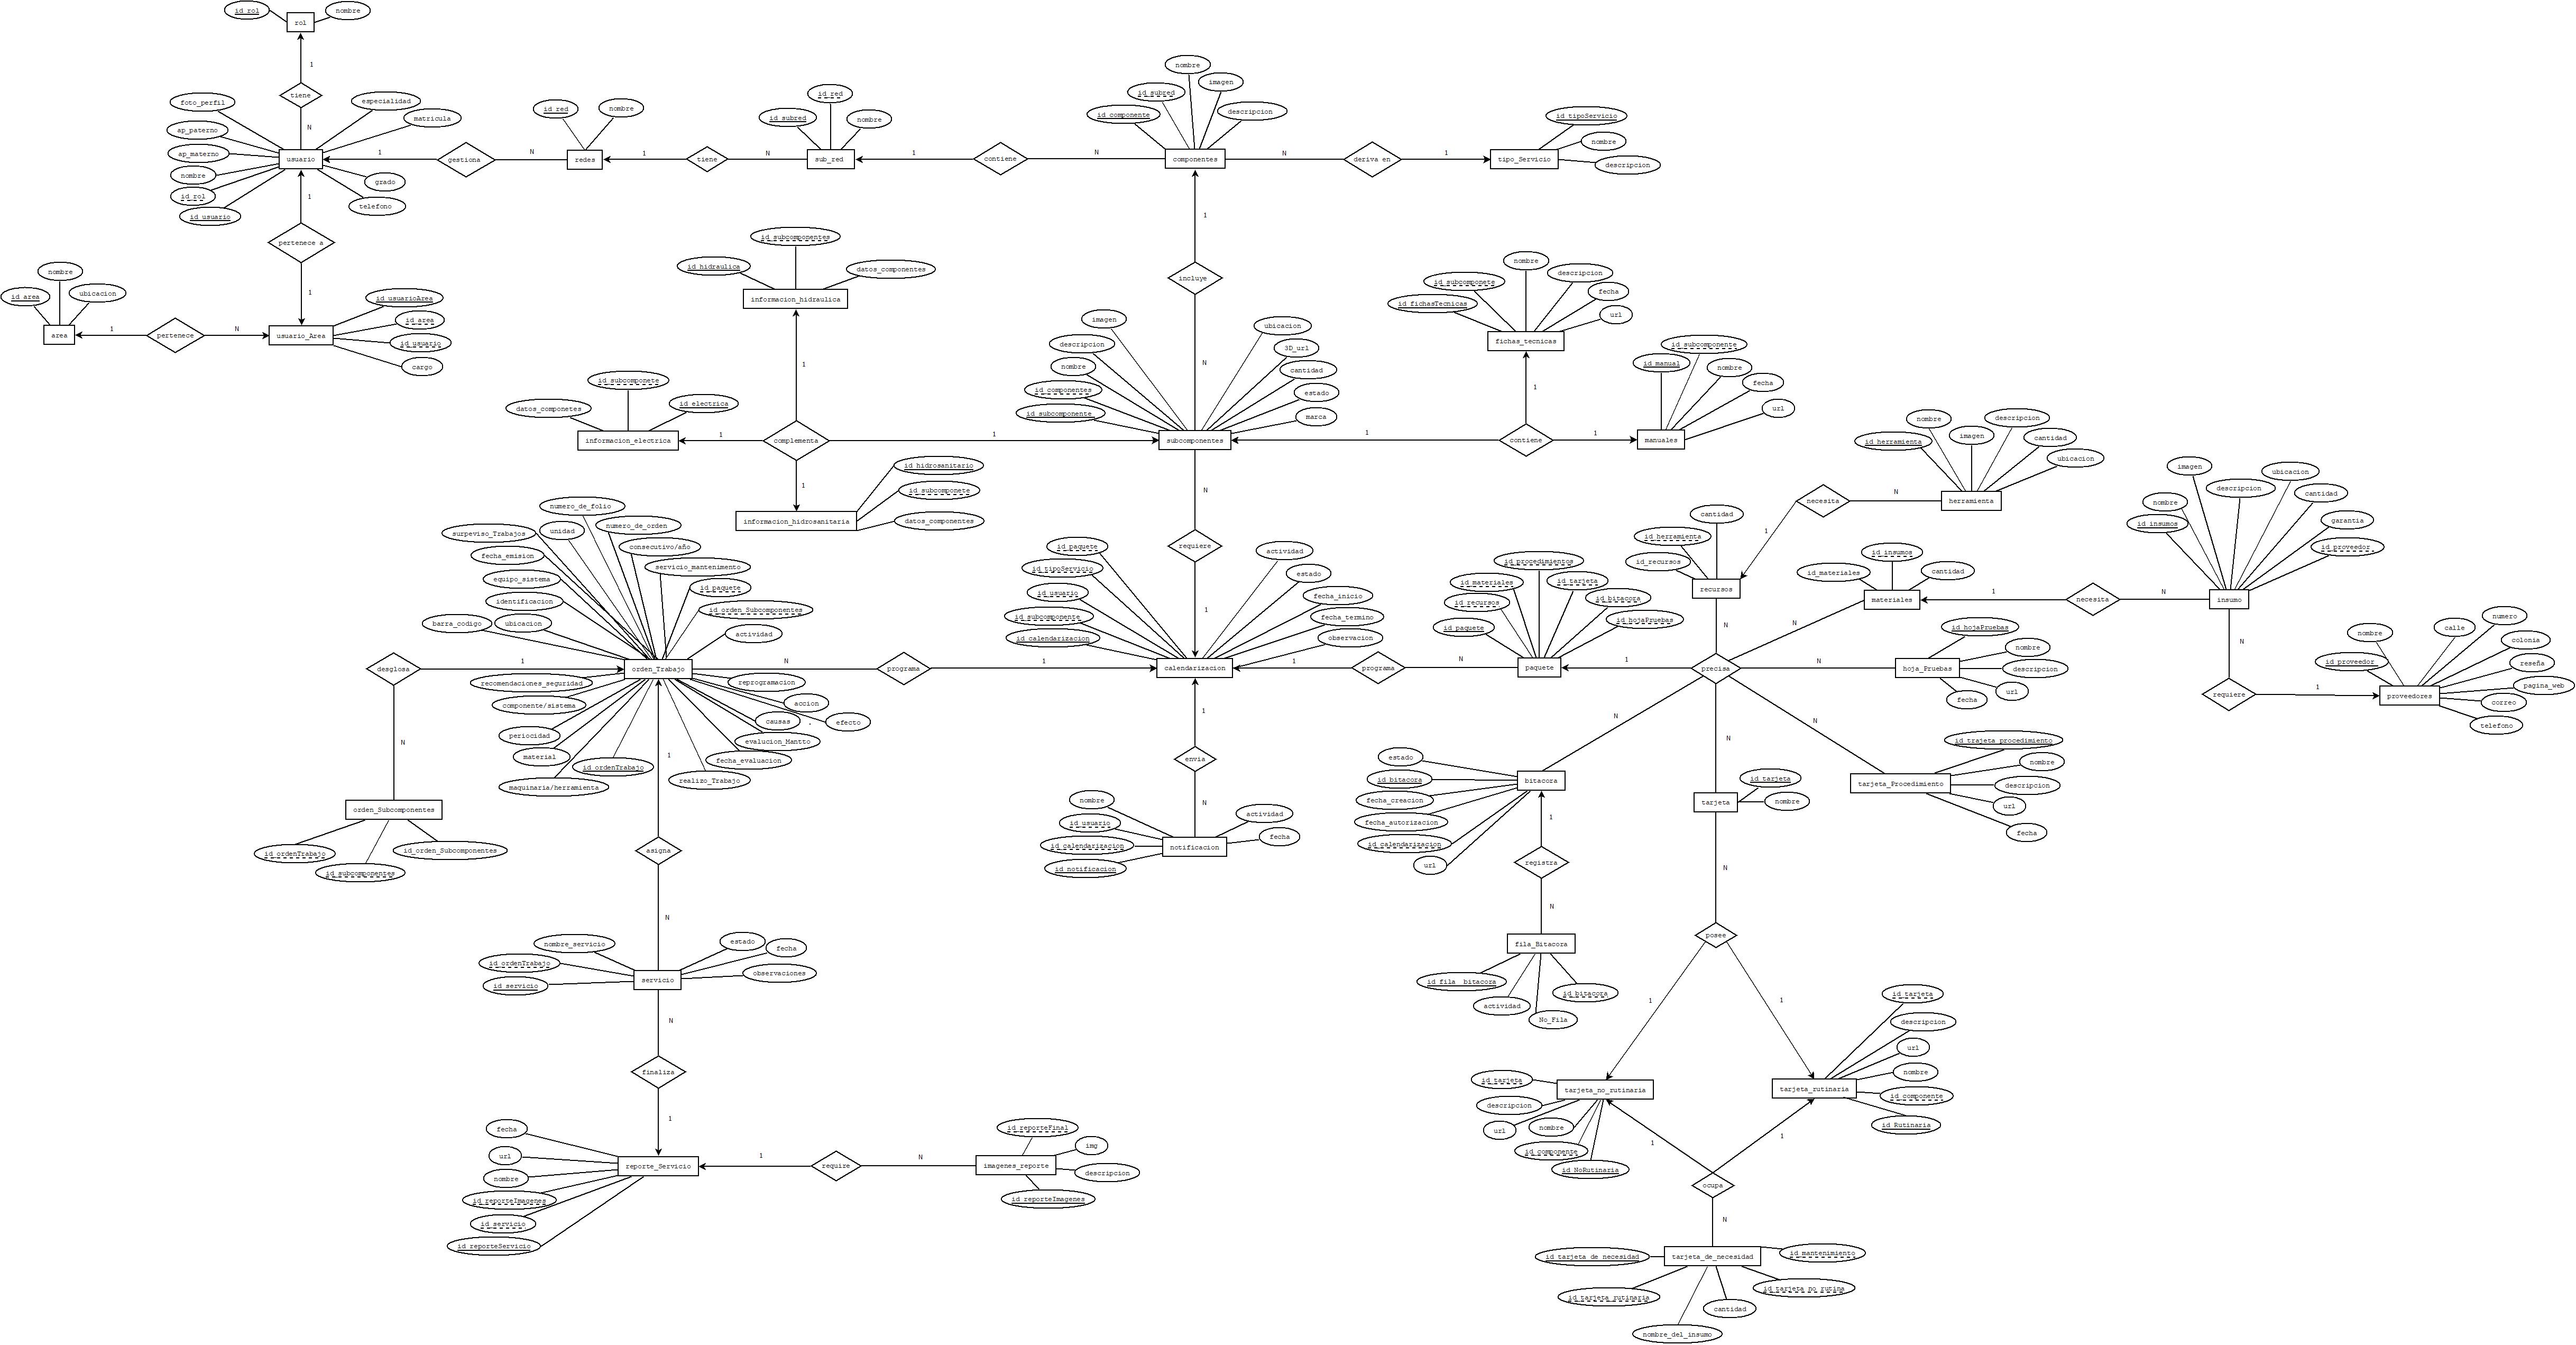 id_rol
rol
nombre
1
tiene
N
foto_perfil
especialidad
ap_paterno
matricula
ap_materno
usuario
nombre
grado
id_rol
telefono
id_usuario
1
gestiona
N
id_red
nombre
redes
1
tiene
N
id_red
id_subred
nombre
sub_red
1
contiene
N
nombre
id_subred
imagen
id_componente
descripcion
componentes
N
deriva en
1
id_tipoServicio
nombre
tipo_Servicio
descripcion
1
pertenece a
1
nombre
id_area
ubicacion
area
1
pertenece
N
usuario_Area
id_usuarioArea
id_area
id_usuario
cargo
id_subcomponentes
id_hidraulica
datos_componentes
informacion_hidraulica
1
id_subcomponete
datos_componetes
id_electrica
informacion_electrica
1
complementa
1
1
id_hidrosanitario
id_subcomponete
informacion_hidrosanitaria
datos_componentes
1
incluye
N
imagen
ubicacion
descripcion
3D_url
nombre
cantidad
id_componentes
estado
id_subcomponente
marca
subcomponentes
nombre
id_subcomponete
descripcion
id_fichasTecnicas
fecha
url
fichas_tecnicas
1
1
contiene
1
id_subcomponente
id_manual
nombre
fecha
url
manuales
N
requiere
1
nombre
descripcion
id_herramienta
imagen
cantidad
ubicacion
herramienta
N
necesita
1
cantidad
id_herramienta
id_recursos
recursos
N
id_insumos
id_materiales
cantidad
materiales
N
1
necesita
N
imagen
ubicacion
nombre
descripcion
cantidad
id_insumos
garantia
id_proveedor
insumo
N
requiere
1
nombre
calle
numero
colonia
id_proveedor
reseña
pagina_web
proveedores
correo
telefono
numero_de_folio
surpeviso_Trabajos
unidad
numero_de_orden
fecha_emision
consecutivo/año
equipo_sistema
servicio_mantenimento
identificacion
id_paquete
barra_codigo
ubicacion
id_orden_Subcomponentes
actividad
orden_Trabajo
recomendaciones_seguridad
reprogramacion
componente/sistema
accion
periocidad
causas
efecto
material
evalucion_Mantto
id_ordenTrabajo
fecha_evaluacion
maquinaria/herramienta
realizo_Trabajo
desglosa
1
N
orden_Subcomponentes
id_ordenTrabajo
id_orden_Subcomponentes
id_subcomponentes
N
programa
1
id_paquete
actividad
id_tipoServicio
estado
id_usuario
fecha_inicio
id_subcomponente
fecha_termino
id_calendarizacion
observacion
calendarizacion
1
programa
N
id_procedimientos
id_materiales
id_tarjeta
id_recursos
id_bitacora
id_paquete
id_hojaPruebas
paquete
1
precisa
N
hoja_Pruebas
id_hojaPruebas
nombre
descripcion
url
fecha
1
envia
N
nombre
actividad
id_usuario
fecha
id_calendarizacion
notificacion
id_notificacion
N
estado
id_bitacora
bitacora
fecha_creacion
fecha_autorizacion
id_calendarizacion
url
1
registra
N
fila_Bitacora
id_fila__bitacora
id_bitacora
actividad
No_Fila
N
id_tarjeta
tarjeta
nombre
N
posee
1
1
N
id_trajeta_procedimiento
nombre
tarjeta_Procedimiento
descripcion
url
fecha
1
asigna
N
nombre_servicio
estado
fecha
id_ordenTrabajo
observaciones
servicio
id_servicio
N
finaliza
1
fecha
url
nombre
reporte_Servicio
id_reporteImagenes
id_servicio
id_reporteServicio
1
require
N
id_reporteFinal
img
imagenes_reporte
descripcion
id_reporteImagenes
id_tarjeta
tarjeta_no_rutinaria
descripcion
url
nombre
id_componente
id_NoRutinaria
id_tarjeta
descripcion
url
nombre
tarjeta_rutinaria
id_componente
id_Rutinaria
1
1
ocupa
N
id_tarjeta_de_necesidad
tarjeta_de_necesidad
id_mantenimiento
id_tarjeta_rutinaria
id_tarjeta_no_rutina
cantidad
nombre_del_insumo